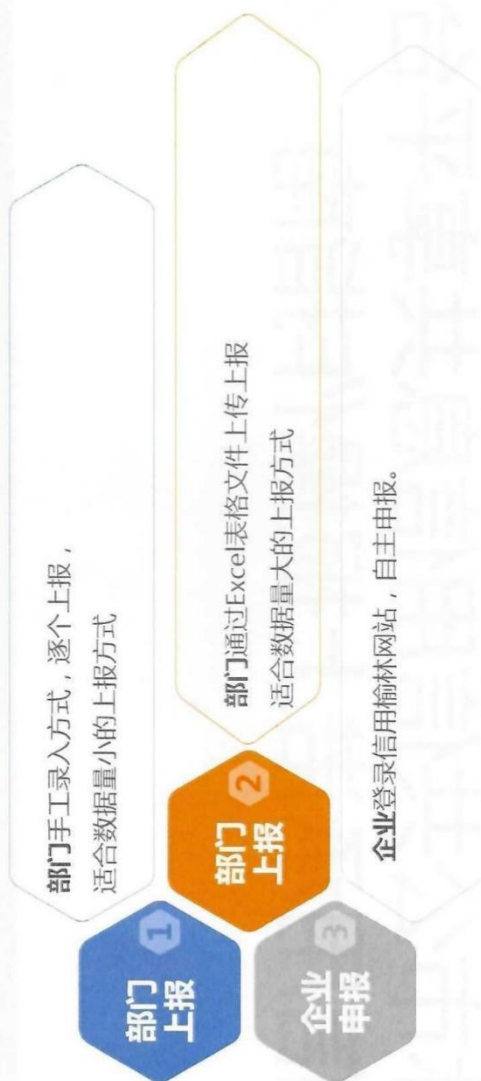 部门
上报
1
部门手工录入方式，逐个上报，
适合数据量小的上报方式
部门
上报
2
部门通过Excel表格文件上传上报
适合数据量大的上报方式
企业
申报
3
企业登录信用榆林网站，自主申报。